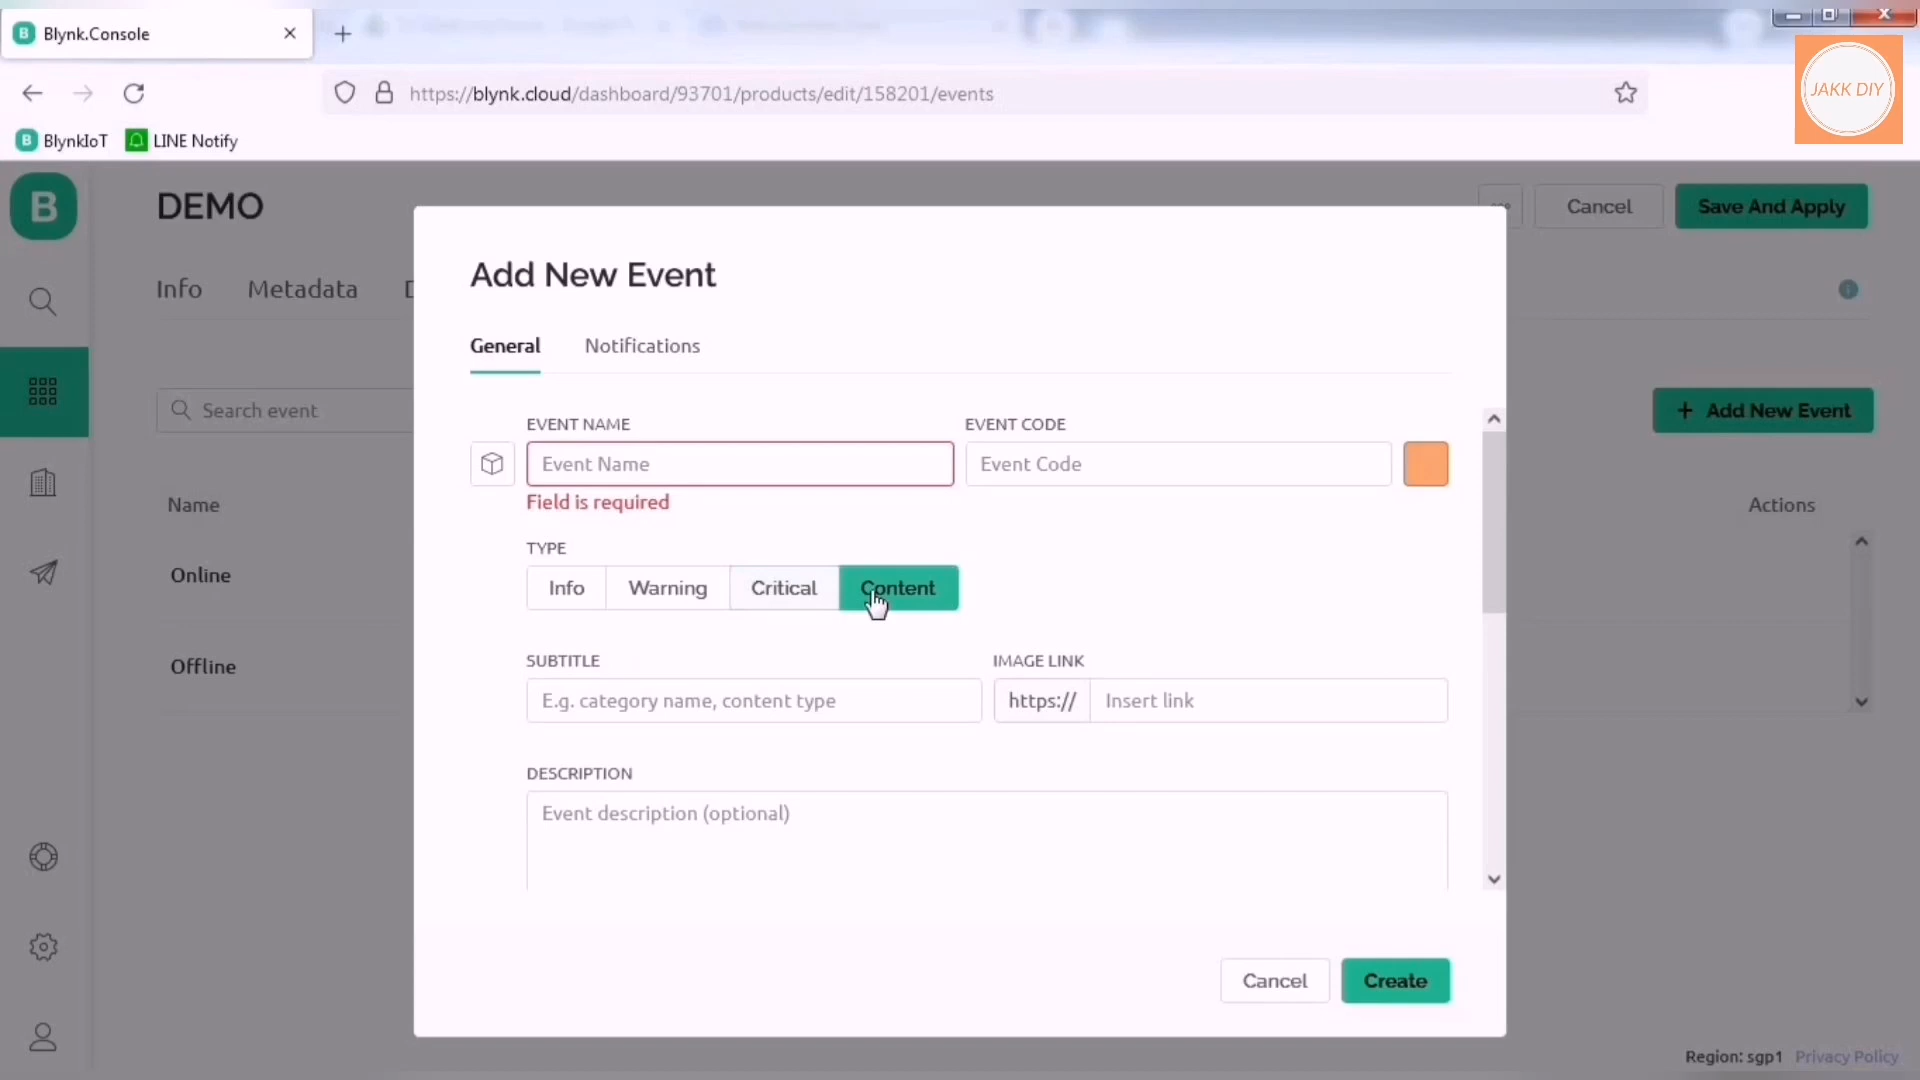 Blynk.Console
https://blynk.cloud/dashboard/93701/products/edit/158201/events
JAKK DIY
BlynkIoT LINE Notify
B
DEMO
Cancel
Save And Apply
Info Metadata
Add New Event
General Notifications
Search event
+ Add New Event
EVENT NAME EVENT CODE
Event Name Event Code
Field is required
Name
Actions
TYPE
Online
Info Warning Critical Content
Offline
SUBTITLE IMAGE LINK
E.g. category name, content type https:// Insert link
DESCRIPTION
Event description (optional)
Cancel Create
Region: sgp1 Privacy Policy